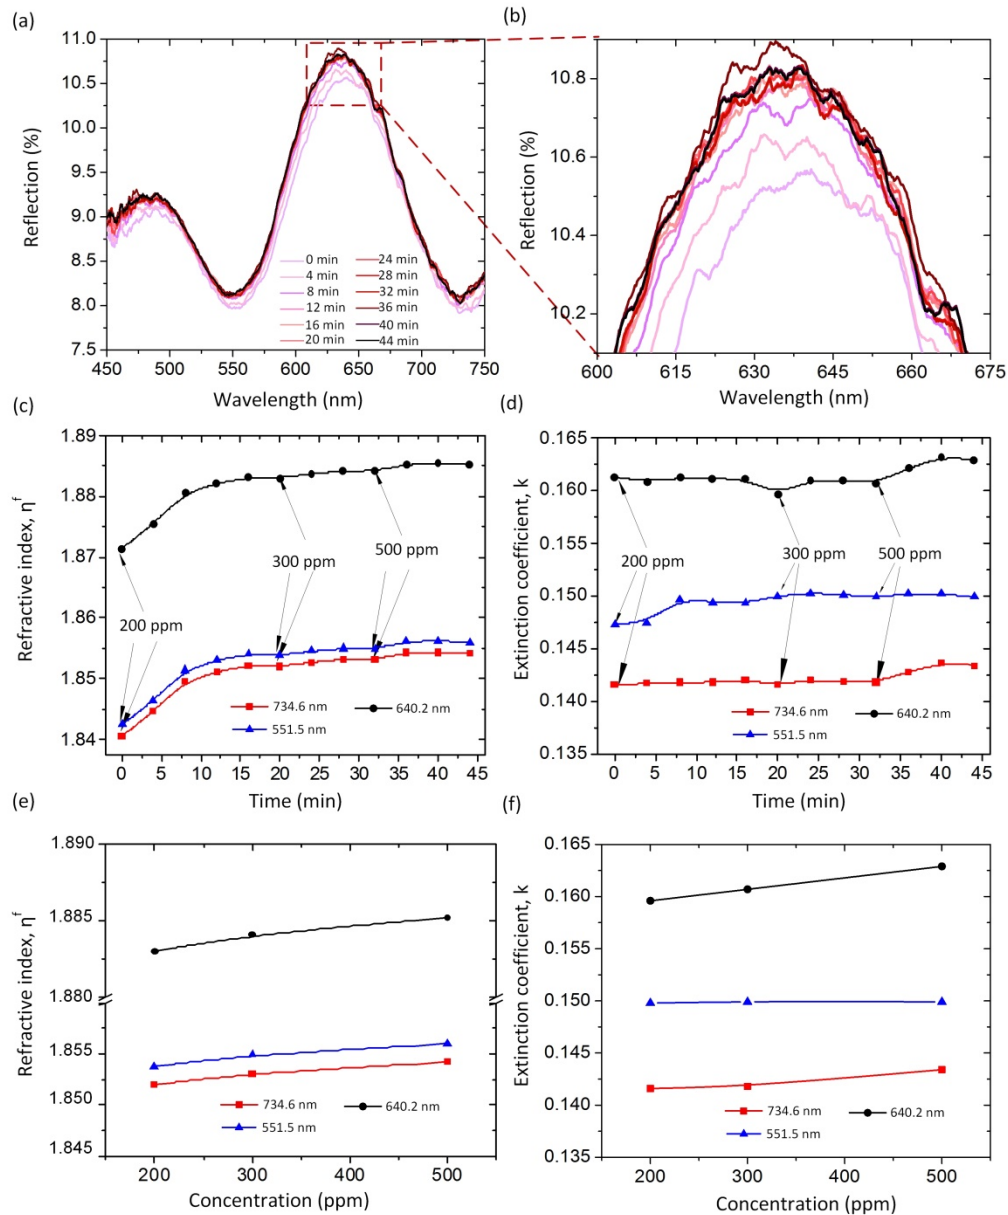 (a)
Reflection (%)
11.0
10.5
10.0
9.5
9.0
8.5
8.0
7.5
0 min
4 min
8 min
12 min
16 min
20 min
24 min
28 min
32 min
36 min
40 min
44 min
450 500 550 600 650 700 750
Wavelength (nm)
(b)
Reflection (%)
10.8
10.6
10.4
10.2
600 615 630 645 660 675
Wavelength (nm)
(c)
Refractive index, η^f
1.89
1.88
1.87
1.86
1.85
1.84
200 ppm
300 ppm
500 ppm
734.6 nm
640.2 nm
551.5 nm
0 5 10 15 20 25 30 35 40 45
Time (min)
(d)
Extinction coefficient, k
0.165
0.160
0.155
0.150
0.145
0.140
0.135
200 ppm
300 ppm
500 ppm
734.6 nm
640.2 nm
551.5 nm
0 5 10 15 20 25 30 35 40 45
Time (min)
(e)
Refractive index, η^f
1.890
1.885
1.880
1.855
1.850
1.845
734.6 nm
640.2 nm
551.5 nm
200 300 400 500
Concentration (ppm)
(f)
Extinction coefficient, k
0.165
0.160
0.155
0.150
0.145
0.140
0.135
734.6 nm
640.2 nm
551.5 nm
200 300 400 500
Concentration (ppm)